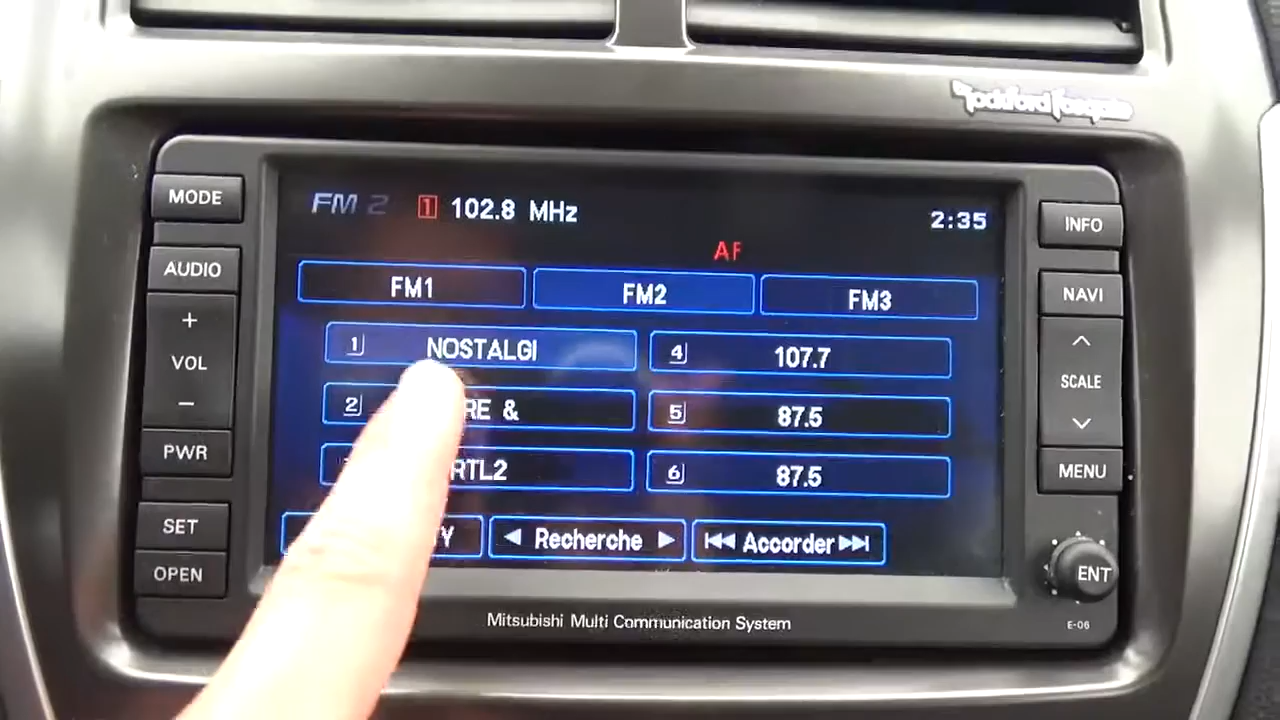 Rockford Fosgate
MODE
FM 2 1 102.8 MHz 2:35
INFO
AF
AUDIO
FM1 FM2 FM3
NAVI
+
1 NOSTALGI 4 107.7
VOL
SCALE
2 RE & 5 87.5
−
PWR
RTL2 6 87.5
MENU
SET
Y ◀ Recherche ▶ |◀◀ Accorder ▶▶|
OPEN
ENT
Mitsubishi Multi Communication System
E-06